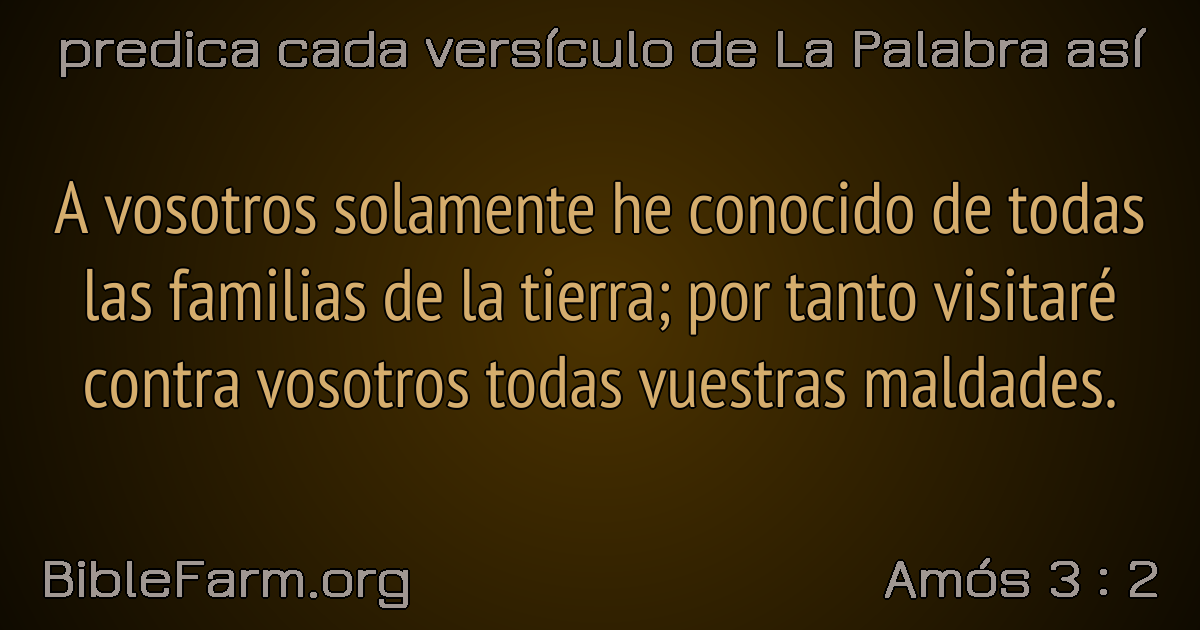 predica cada versículo de La Palabra así
A vosotros solamente he conocido de todas
las familias de la tierra; por tanto visitaré
contra vosotros todas vuestras maldades.
BibleFarm.org
Amós 3 : 2